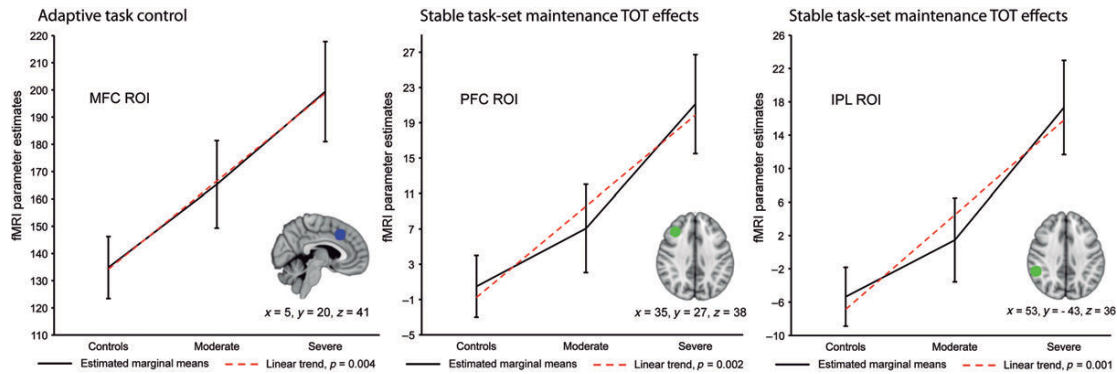 Adaptive task control
220
210
200
190
180
170
160
150
140
130
120
110
fMRI parameter estimates
MFC ROI
x = 5, y = 20, z = 41
Controls Moderate Severe
Estimated marginal means Linear trend, p = 0.004
Stable task-set maintenance TOT effects
27
23
19
15
11
7
3
–1
–5
fMRI parameter estimates
PFC ROI
x = 35, y = 27, z = 38
Controls Moderate Severe
Estimated marginal means Linear trend, p = 0.002
Stable task-set maintenance TOT effects
26
22
18
14
10
6
2
–2
–6
–10
fMRI parameter estimates
IPL ROI
x = 53, y = - 43, z = 36
Controls Moderate Severe
Estimated marginal means Linear trend, p = 0.001